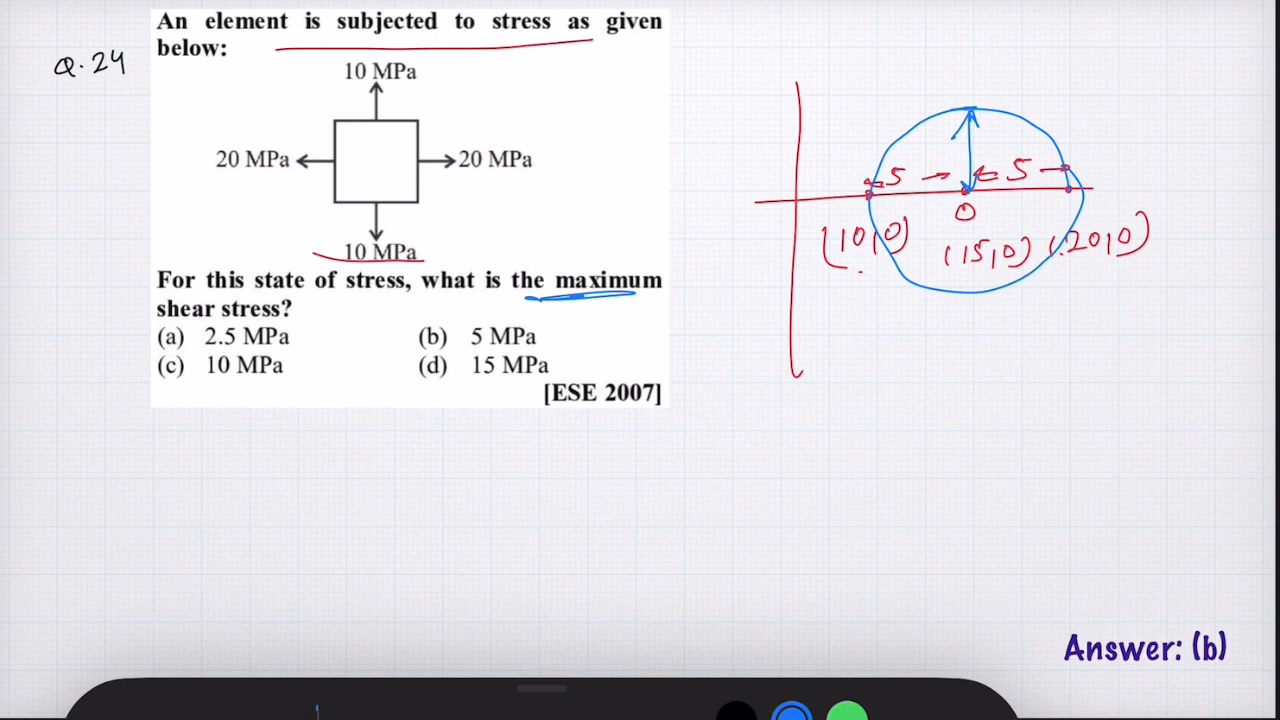 Q.24
An element is subjected to stress as given
below:
10 MPa
20 MPa
20 MPa
10 MPa
For this state of stress, what is the maximum
shear stress?
(a) 2.5 MPa
(b) 5 MPa
(c) 10 MPa
(d) 15 MPa
[ESE 2007]
5
5
0
(10,0)
(15,0)
(20,0)
Answer: (b)